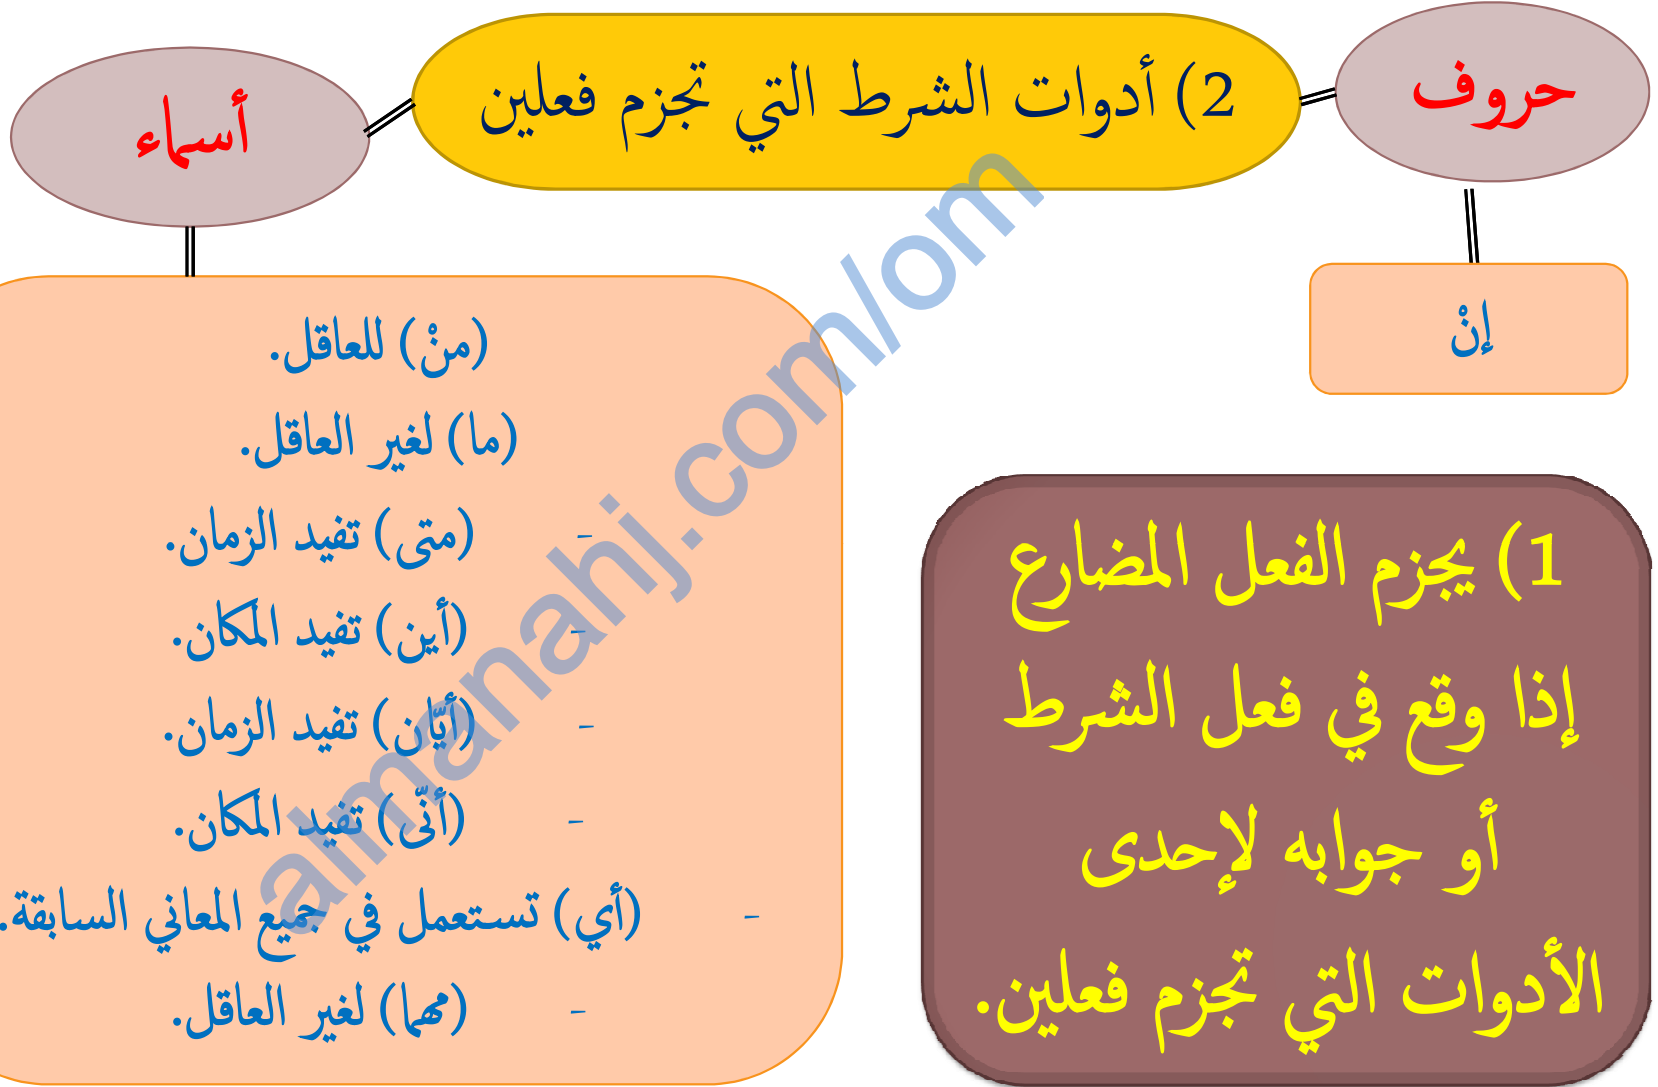 2) أدوات الشرط التي تجزم فعلين
حروف
إنْ
أسماء
(منْ) للعاقل.
(ما) لغير العاقل.
- (متى) تفيد الزمان.
- (أين) تفيد المكان.
- (أيّان) تفيد الزمان.
- (أنّى) تفيد المكان.
- (أي) تستعمل في جميع المعاني السابقة.
- (مهما) لغير العاقل.
1) يجزم الفعل المضارع
إذا وقع في فعل الشرط
أو جوابه لإحدى
الأدوات التي تجزم فعلين.
almanahj.com/om